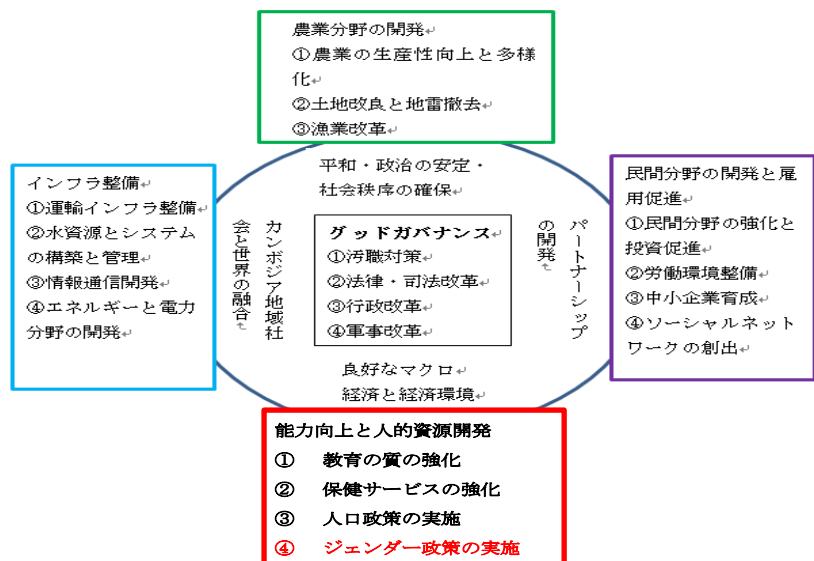 農業分野の開発
①農業の生産性向上と多様
化
②土地改良と地雷撤去
③漁業改革
インフラ整備
①運輸インフラ整備
②水資源とシステム
の構築と管理
③情報通信開発
④エネルギーと電力
分野の開発
平和・政治の安定・
社会秩序の確保
カンボジア地域社
会と世界の融合
グッドガバナンス
①汚職対策
②法律・司法改革
③行政改革
④軍事改革
パートナーシップ
の開発
良好なマクロ
経済と経済環境
民間分野の開発と雇
用促進
①民間分野の強化と
投資促進
②労働環境整備
③中小企業育成
④ソーシャルネット
ワークの創出
能力向上と人的資源開発
① 教育の質の強化
② 保健サービスの強化
③ 人口政策の実施
④ ジェンダー政策の実施